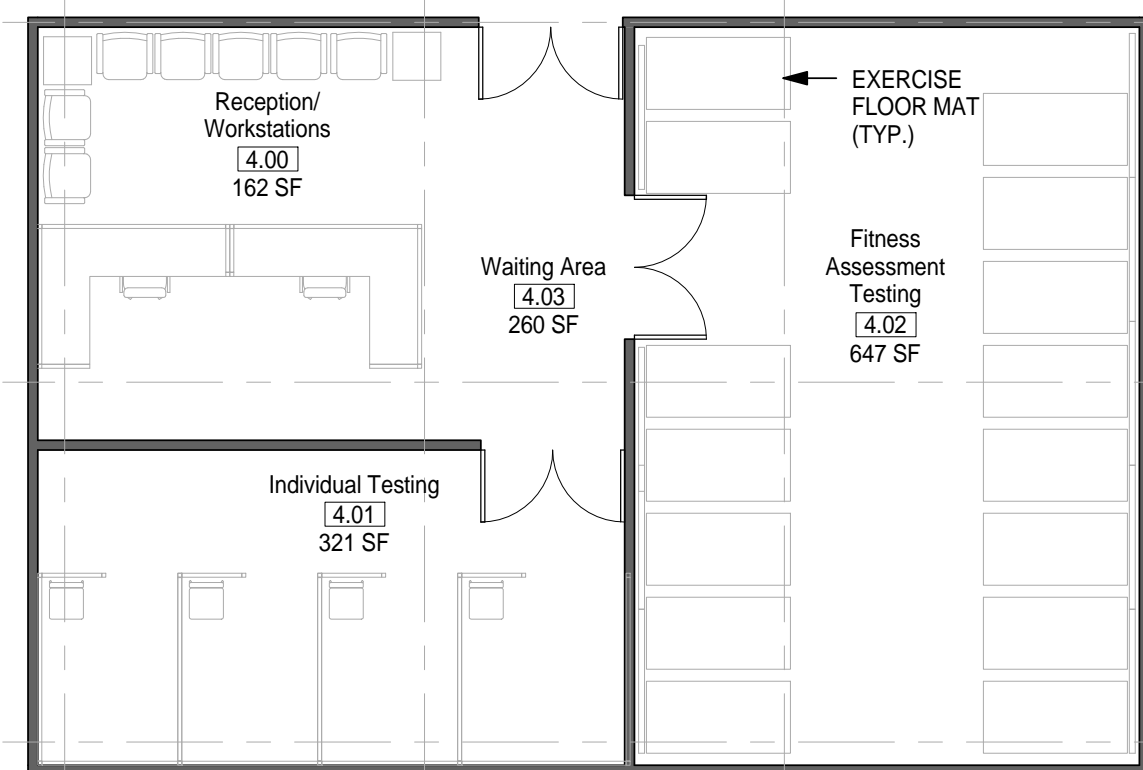 Reception/
Workstations
4.00
162 SF
EXERCISE
FLOOR MAT
(TYP.)
Waiting Area
4.03
260 SF
Fitness
Assessment
Testing
4.02
647 SF
Individual Testing
4.01
321 SF